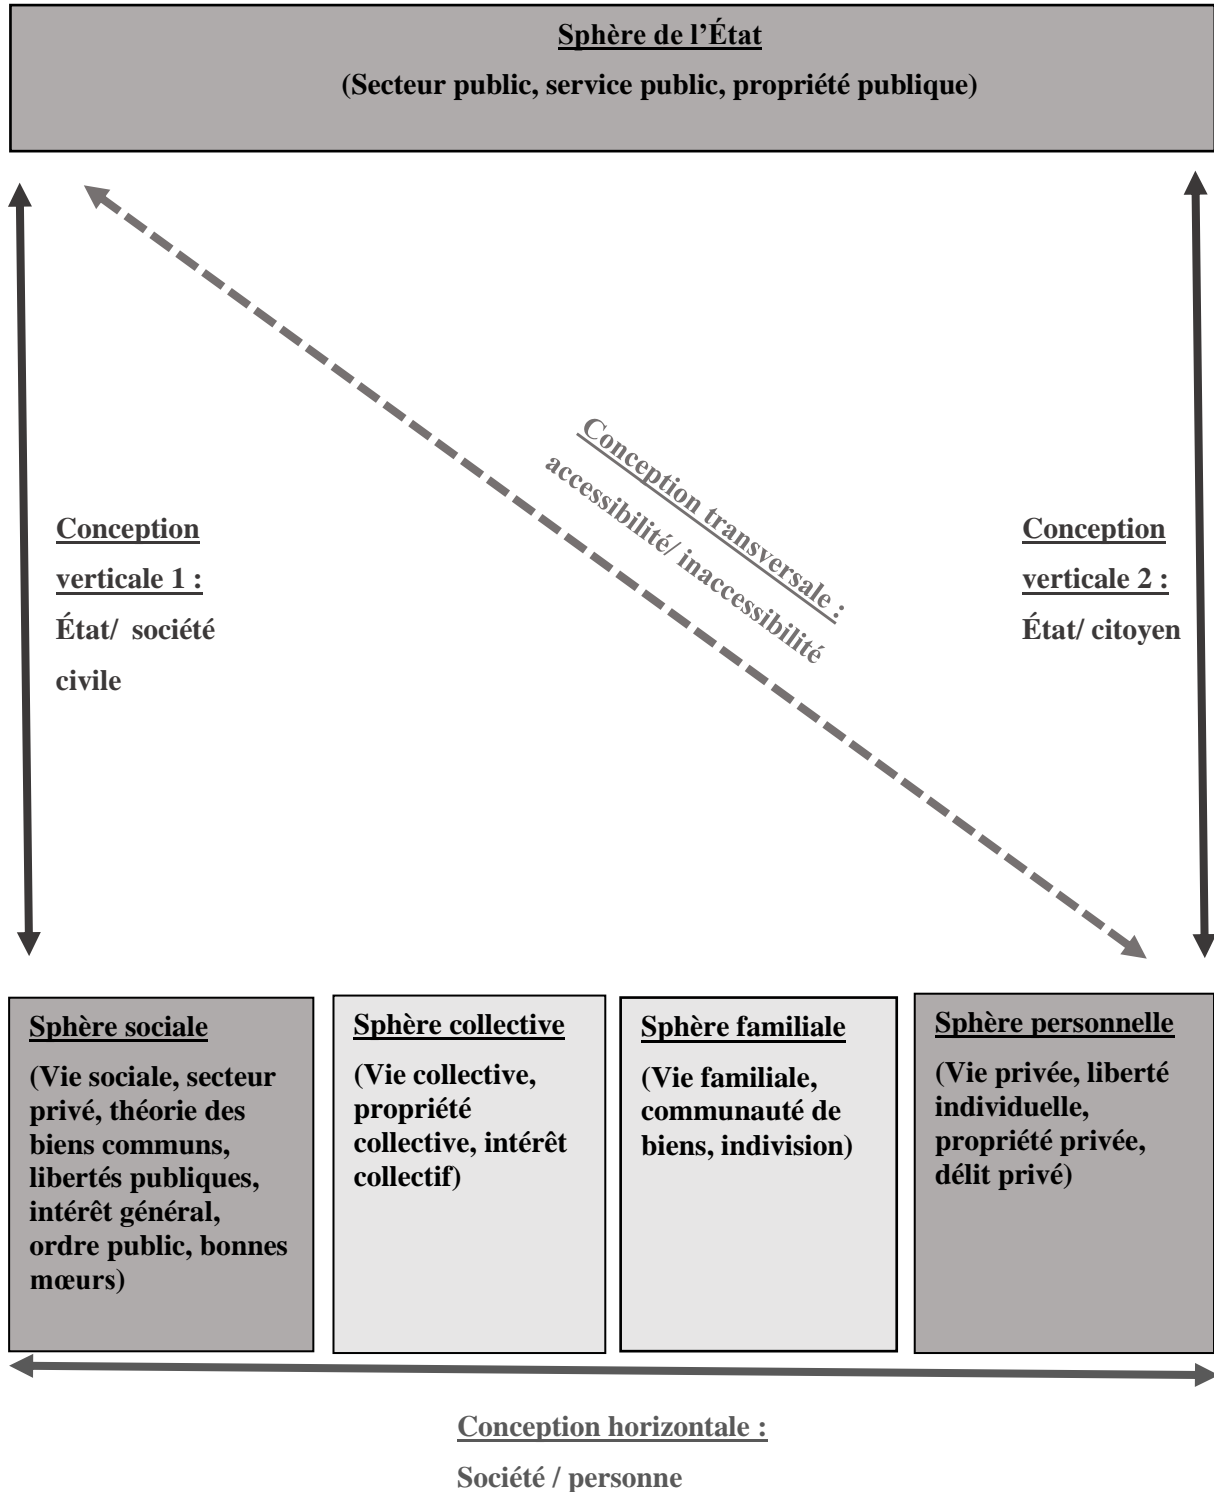 Sphère de l’État
(Secteur public, service public, propriété publique)
Conception transversale :
accessibilité/ inaccessibilité
Conception
verticale 1 :
État/ société
civile
Conception
verticale 2 :
État/ citoyen
Sphère sociale
(Vie sociale, secteur
privé, théorie des
biens communs,
libertés publiques,
intérêt général,
ordre public, bonnes
mœurs)
Sphère collective
(Vie collective,
propriété
collective, intérêt
collectif)
Sphère familiale
(Vie familiale,
communauté de
biens, indivision)
Sphère personnelle
(Vie privée, liberté
individuelle,
propriété privée,
délit privé)
Conception horizontale :
Société / personne